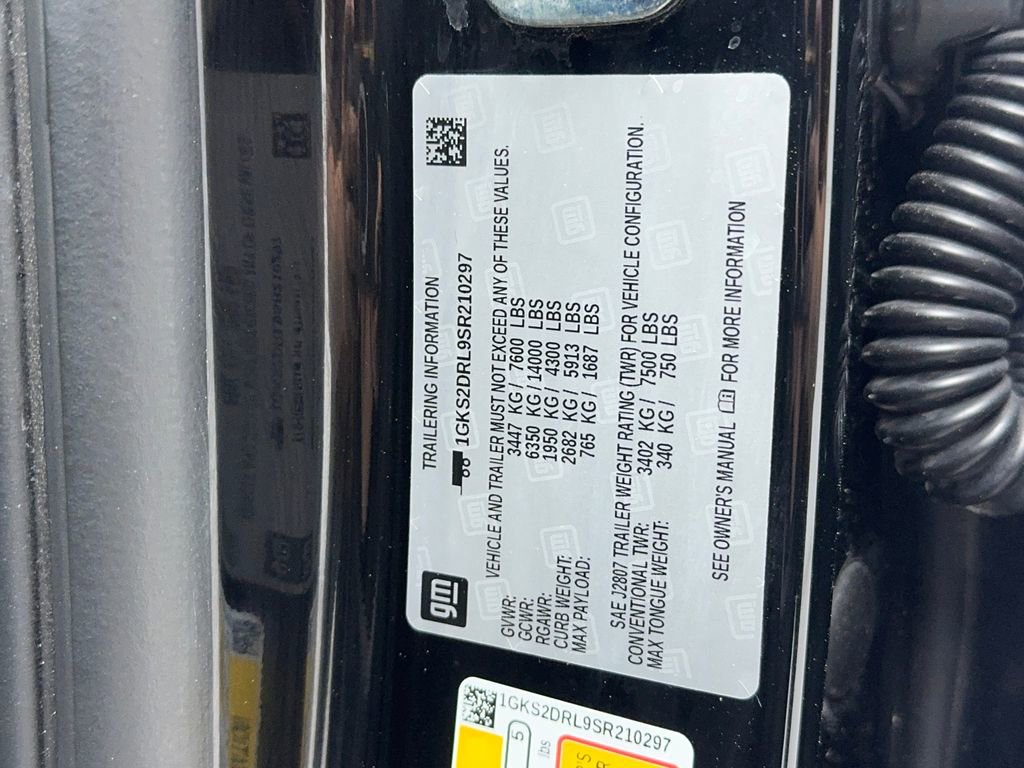 gm
TRAILERING INFORMATION
1GKS2DRL9SR210297
VEHICLE AND TRAILER MUST NOT EXCEED ANY OF THESE VALUES.
GVWR: 3447 KG / 7600 LBS
GCWR: 6350 KG / 14000 LBS
RGAWR: 1950 KG / 4300 LBS
CURB WEIGHT: 2682 KG / 5913 LBS
MAX PAYLOAD: 765 KG / 1687 LBS
SAE J2807 TRAILER WEIGHT RATING (TWR) FOR VEHICLE CONFIGURATION.
CONVENTIONAL TWR: 3402 KG / 7500 LBS
MAX TONGUE WEIGHT: 340 KG / 750 LBS
SEE OWNER'S MANUAL FOR MORE INFORMATION
1GKS2DRL9SR210297
5
lbs